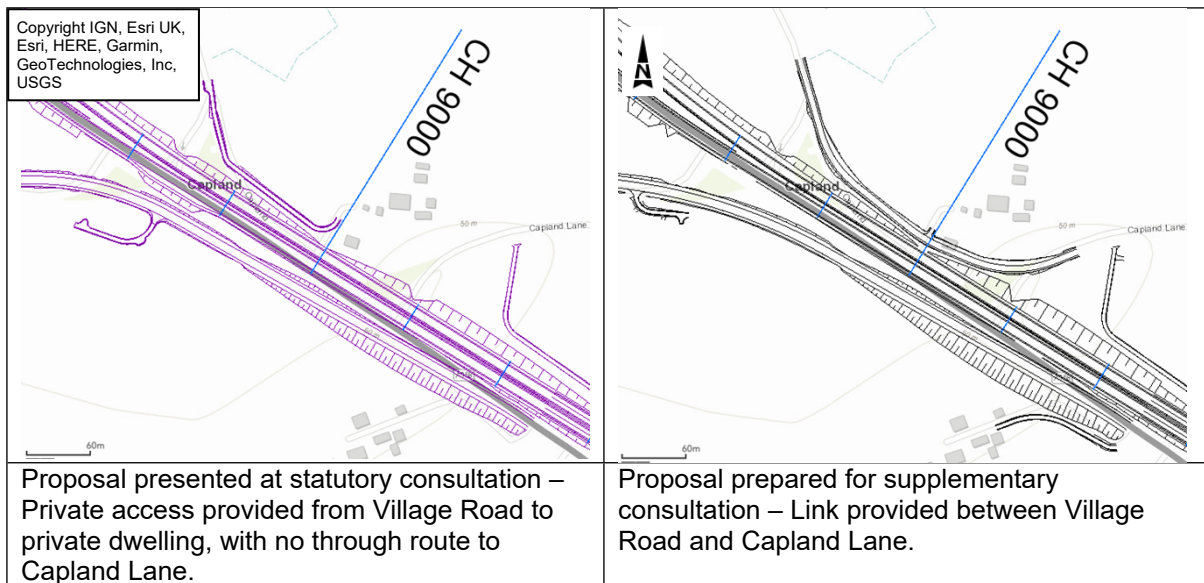 Copyright IGN, Esri UK,
Esri, HERE, Garmin,
GeoTechnologies, Inc,
USGS
CH 9000
Capland
50 m
Capland Lane
60m
Proposal presented at statutory consultation –
Private access provided from Village Road to
private dwelling, with no through route to
Capland Lane.
N
CH 9000
Capland
50 m
Capland Lane
60m
Proposal prepared for supplementary
consultation – Link provided between Village
Road and Capland Lane.